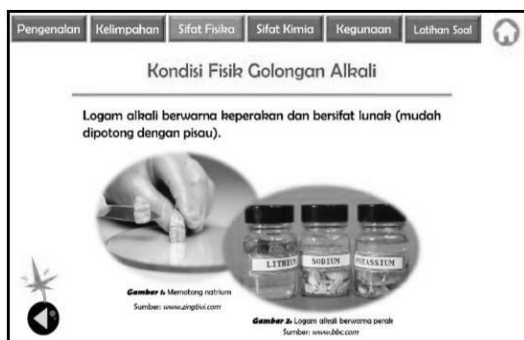 Pengenalan Kelimpahan Sifat Fisika Sifat Kimia Kegunaan Latihan Soal
Kondisi Fisik Golongan Alkali
Logam alkali berwarna keperakan dan bersifat lunak (mudah
dipotong dengan pisau).
LITHIUM SODIUM POTASSIUM
Gambar 1. Memotong natrium
Sumber: www.zingtivi.com
Gambar 2. Logam alkali berwarna perak
Sumber: www.bbc.com